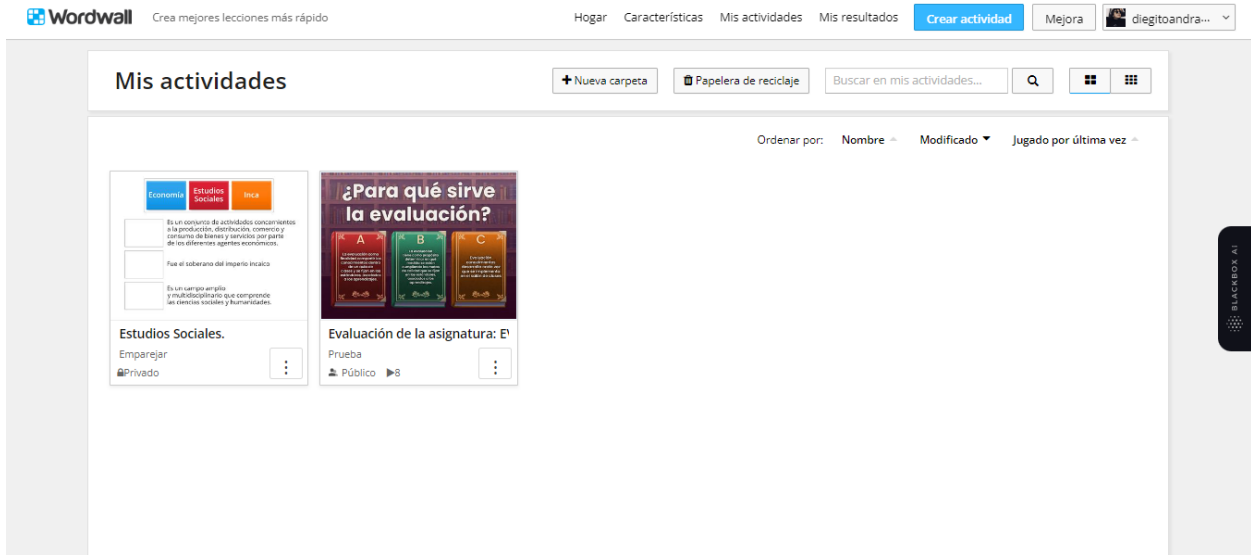 Wordwall Crea mejores lecciones más rápido Hogar Características Mis actividades Mis resultados Crear actividad Mejora diegitoandra...
Mis actividades Nueva carpeta Papelera de reciclaje Buscar en mis actividades...
Ordenar por: Nombre Modificado Jugado por última vez
Economía Estudios Sociales Inca
Es un conjunto de actividades concernientes
a la producción, distribución, comercio y
consumo de bienes y servicios por parte
de los diferentes agentes económicos.
Fue el soberano del imperio incaico.
Es un campo amplio
y multidisciplinario que comprende
las ciencias sociales y humanidades.
Estudios Sociales.
Emparejar
Privado
¿Para qué sirve
la evaluación?
A B C
Evaluación de la asignatura: E
Prueba
Público 8
BLACKBOX AI